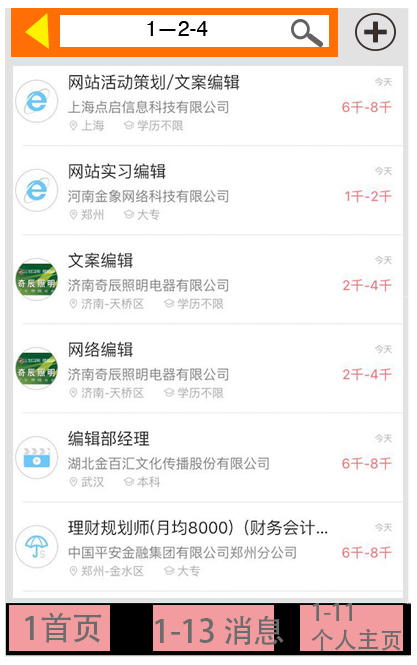 1—2-4
网站活动策划/文案编辑
今天
上海点启信息科技有限公司
6千-8千
上海 学历不限
网站实习编辑
今天
河南金象网络科技有限公司
1千-2千
郑州 大专
文案编辑
今天
奇辰照明
济南奇辰照明电器有限公司
2千-4千
济南-天桥区 学历不限
网络编辑
今天
奇辰照明
济南奇辰照明电器有限公司
2千-4千
济南-天桥区 学历不限
编辑部经理
今天
湖北金百汇文化传播股份有限公司
6千-8千
武汉 本科
理财规划师(月均8000)（财务会计...
今天
中国平安金融集团有限公司郑州分公司
6千-8千
郑州-金水区 大专
1首页
1-13 消息
1-11
个人主页